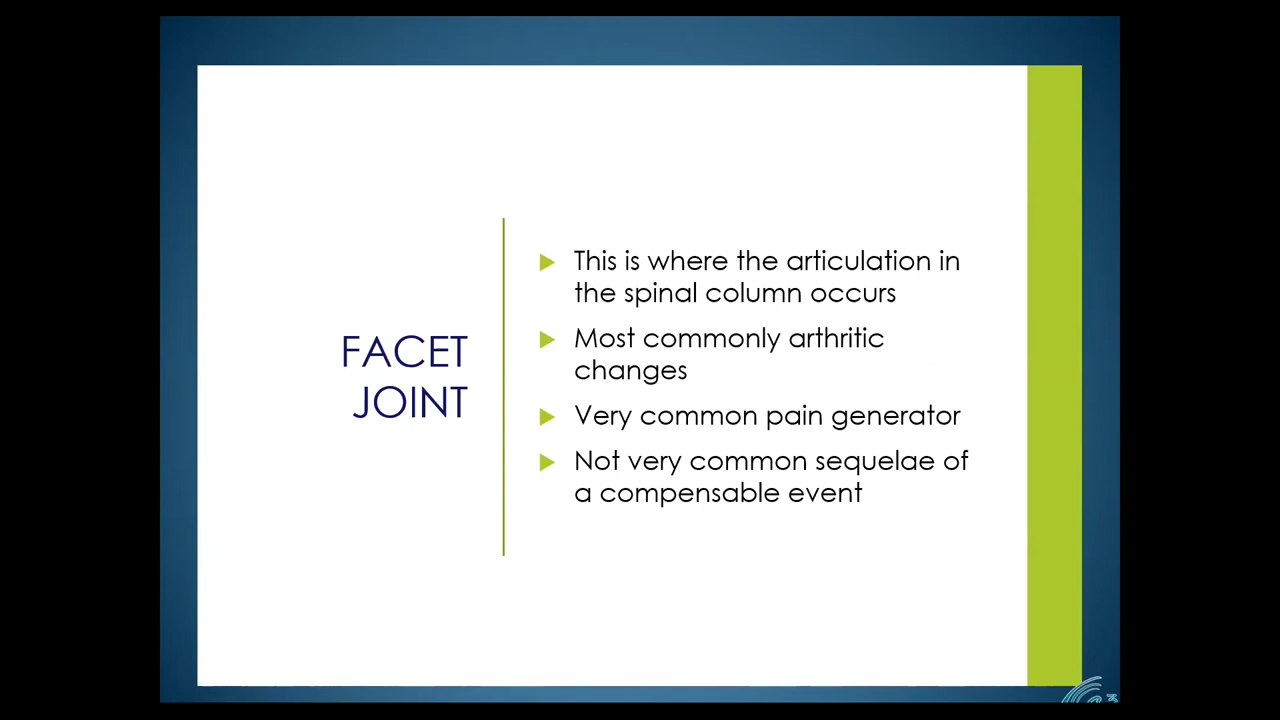 FACET
JOINT
This is where the articulation in
the spinal column occurs
Most commonly arthritic
changes
Very common pain generator
Not very common sequelae of
a compensable event